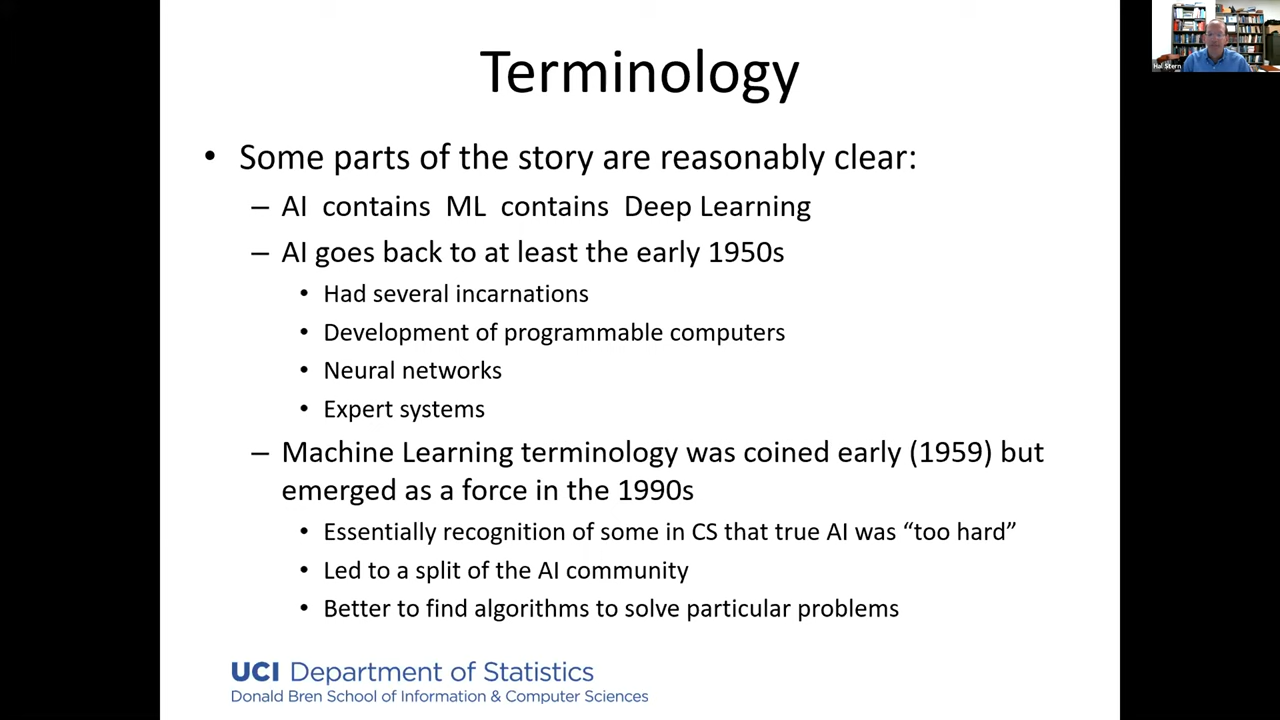 Terminology
• Some parts of the story are reasonably clear:
– AI contains ML contains Deep Learning
– AI goes back to at least the early 1950s
• Had several incarnations
• Development of programmable computers
• Neural networks
• Expert systems
– Machine Learning terminology was coined early (1959) but
emerged as a force in the 1990s
• Essentially recognition of some in CS that true AI was “too hard”
• Led to a split of the AI community
• Better to find algorithms to solve particular problems
UCI Department of Statistics
Donald Bren School of Information & Computer Sciences
Hal Stern